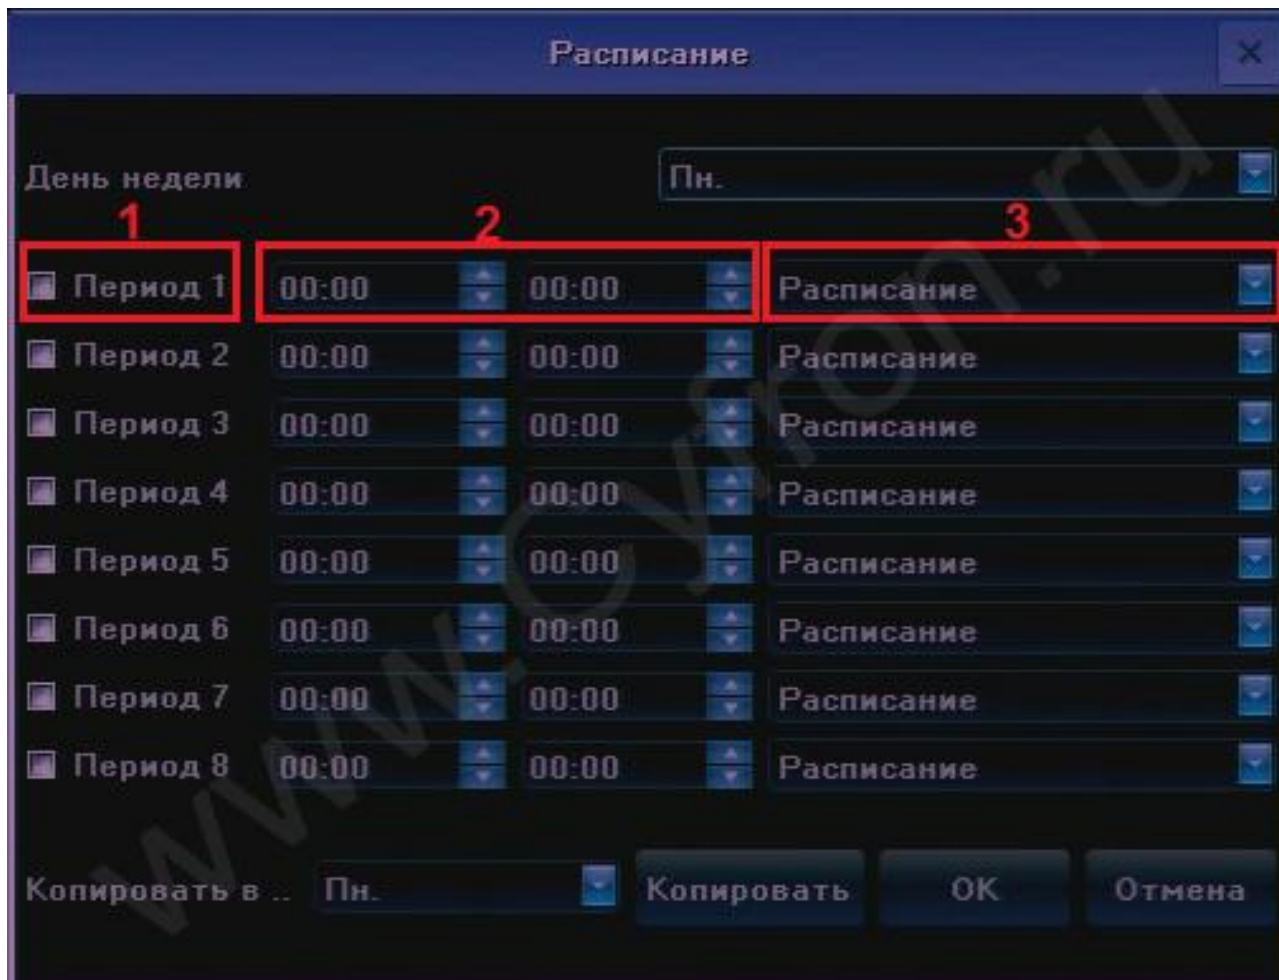 Расписание
День недели Пн.
1 2 3
Период 1 00:00 00:00 Расписание
Период 2 00:00 00:00 Расписание
Период 3 00:00 00:00 Расписание
Период 4 00:00 00:00 Расписание
Период 5 00:00 00:00 Расписание
Период 6 00:00 00:00 Расписание
Период 7 00:00 00:00 Расписание
Период 8 00:00 00:00 Расписание
Копировать в .. Пн. Копировать OK Отмена
www.Cyfron.ru